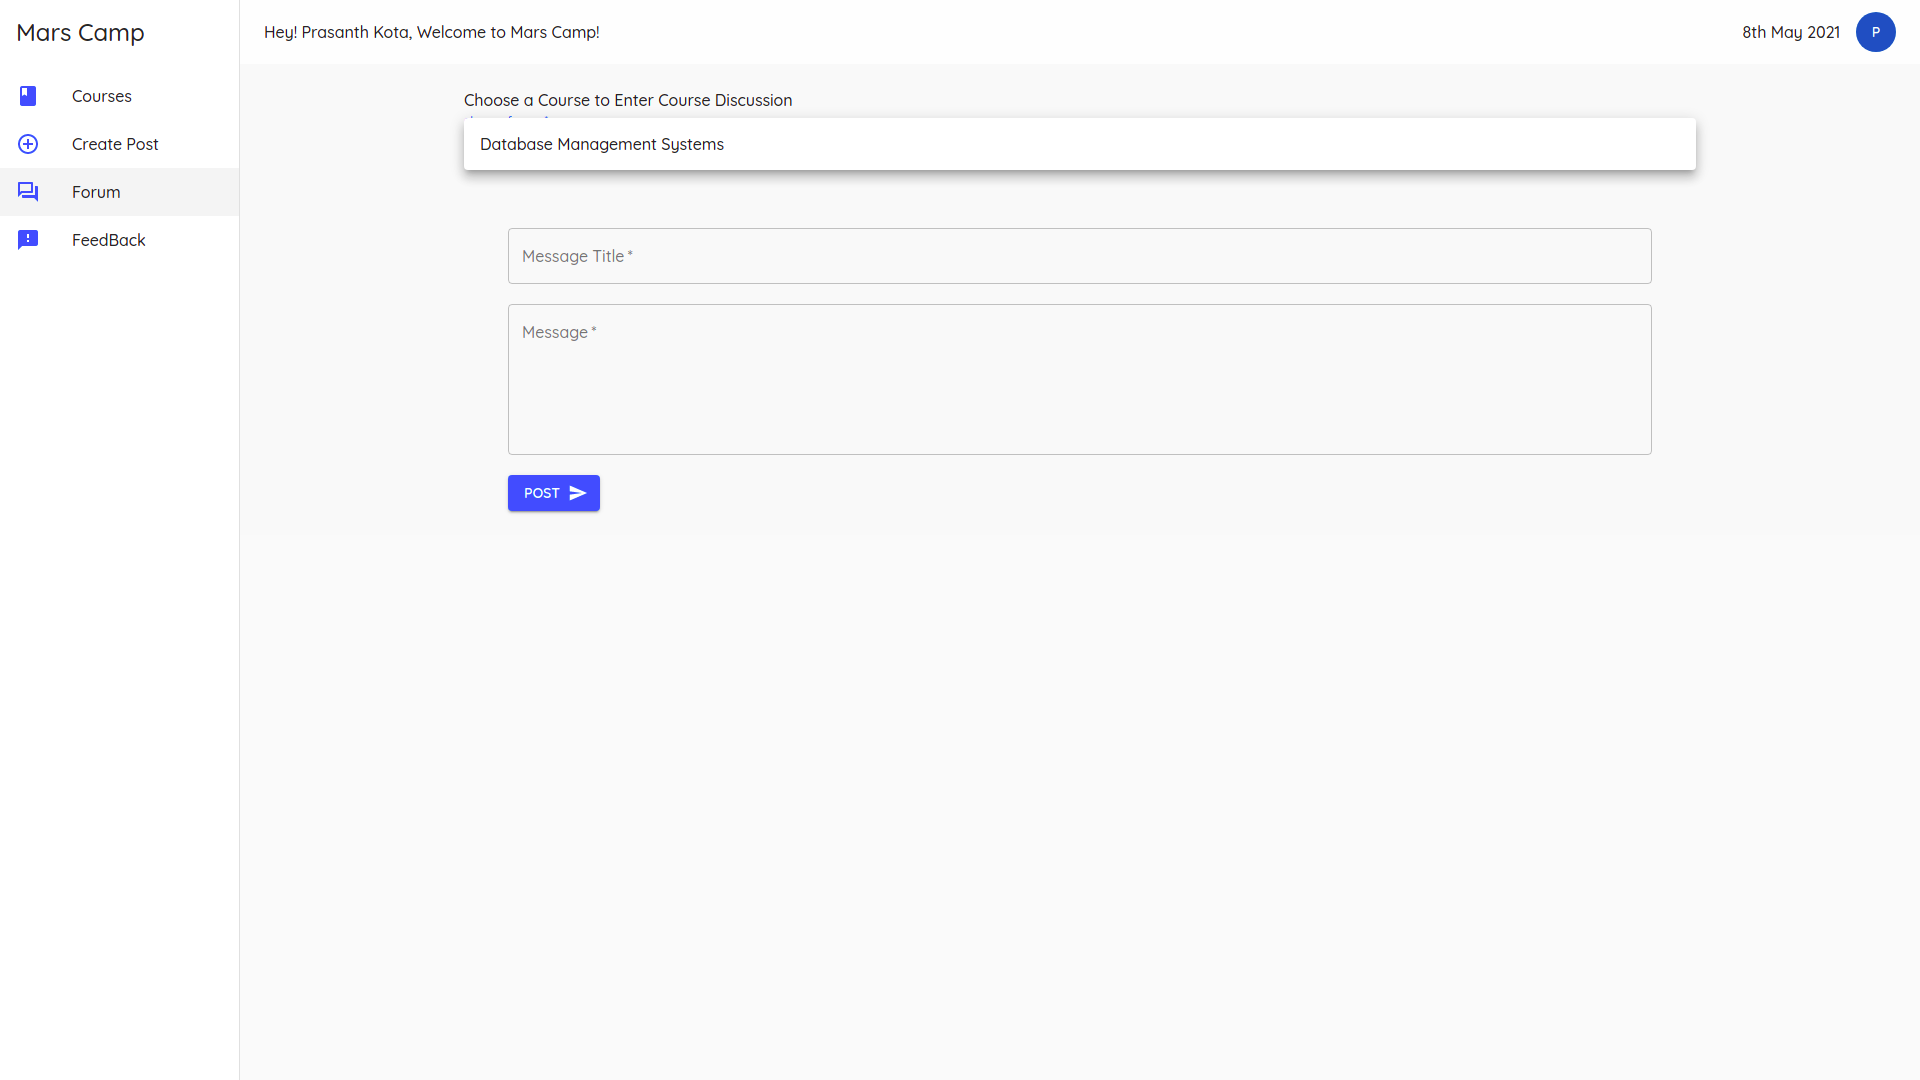 Mars Camp
Hey! Prasanth Kota, Welcome to Mars Camp!
8th May 2021
P
Courses
Create Post
Forum
FeedBack
Choose a Course to Enter Course Discussion
Database Management Systems
Message Title *
Message *
POST